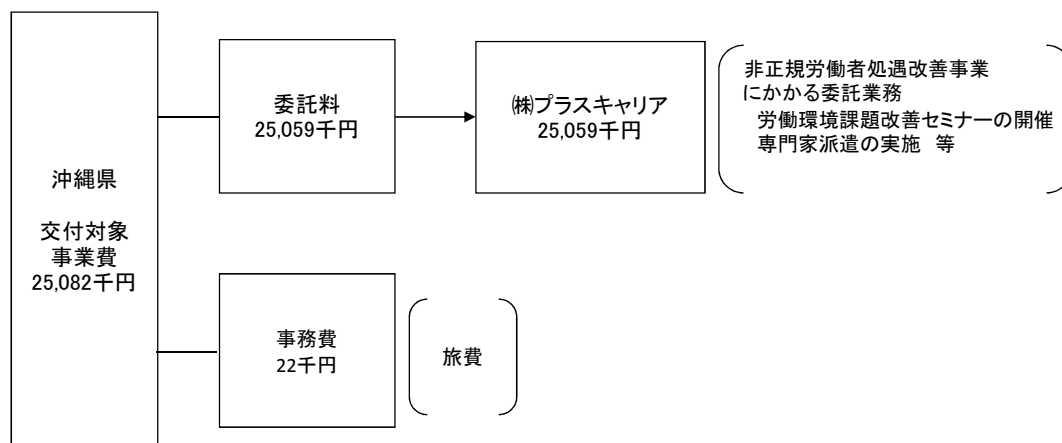 沖縄県
交付対象
事業費
25,082千円
委託料
25,059千円
㈱プラスキャリア
25,059千円
非正規労働者処遇改善事業
にかかる委託業務
労働環境課題改善セミナーの開催
専門家派遣の実施 等
事務費
22千円
旅費